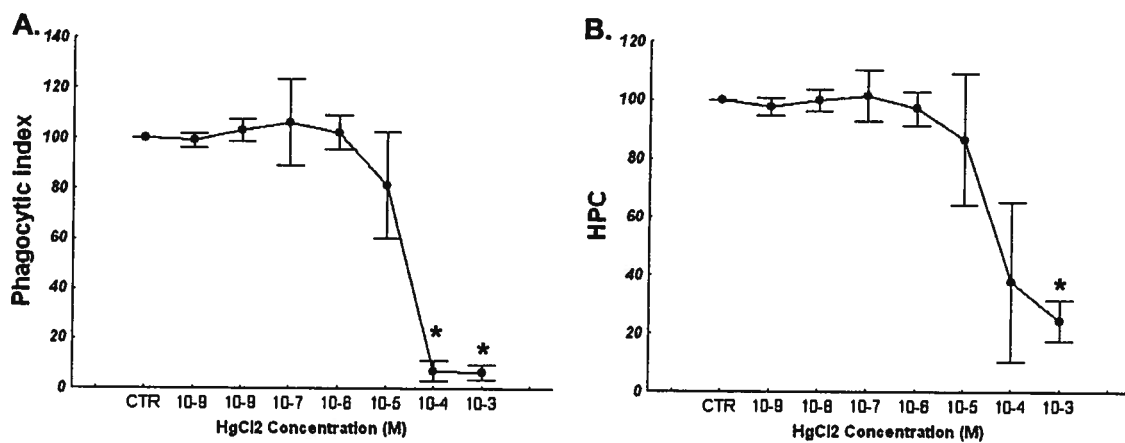 A.
140
120
100
80
60
40
20
0
Phagocytic index
CTR 10-9 10-9 10-7 10-6 10-5 10-4 10-3
* *
HgCl2 Concentration (M)
B.
120
100
80
60
40
20
0
HPC
*
CTR 10-9 10-8 10-7 10-6 10-5 10-4 10-3
HgCl2 Concentration (M)